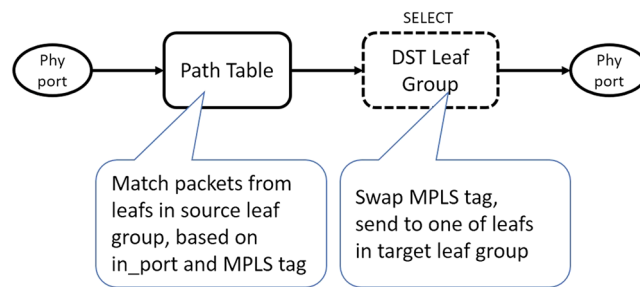 SELECT
Phy
port
Path Table
DST Leaf
Group
Phy
port
Match packets from
leafs in source leaf
group, based on
in_port and MPLS tag
Swap MPLS tag,
send to one of leafs
in target leaf group